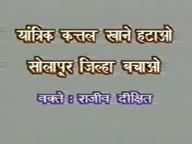 यांत्रिक कत्तल खाने हटाओ
सोलापूर जिल्हा बचाओ
वक्ते : राजीव दीक्षित